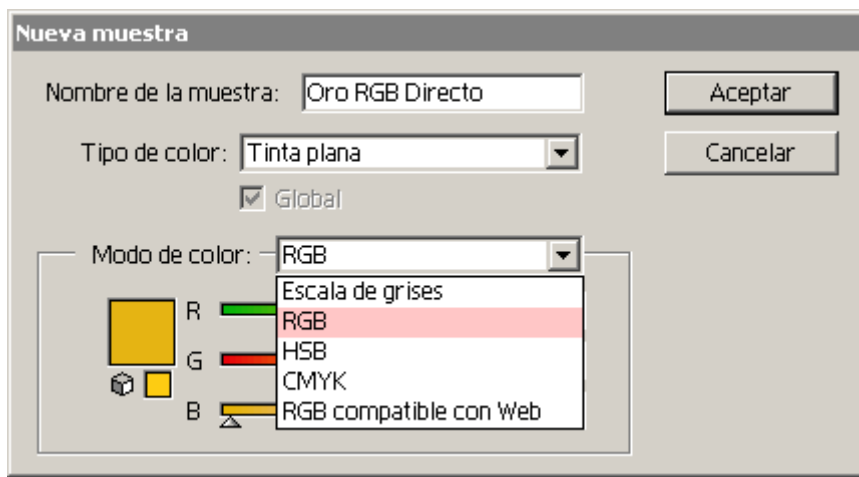 Nueva muestra
Nombre de la muestra: Oro RGB Directo
Aceptar
Tipo de color: Tinta plana
Cancelar
Global
Modo de color: RGB
Escala de grises
R
RGB
HSB
G
CMYK
B
RGB compatible con Web